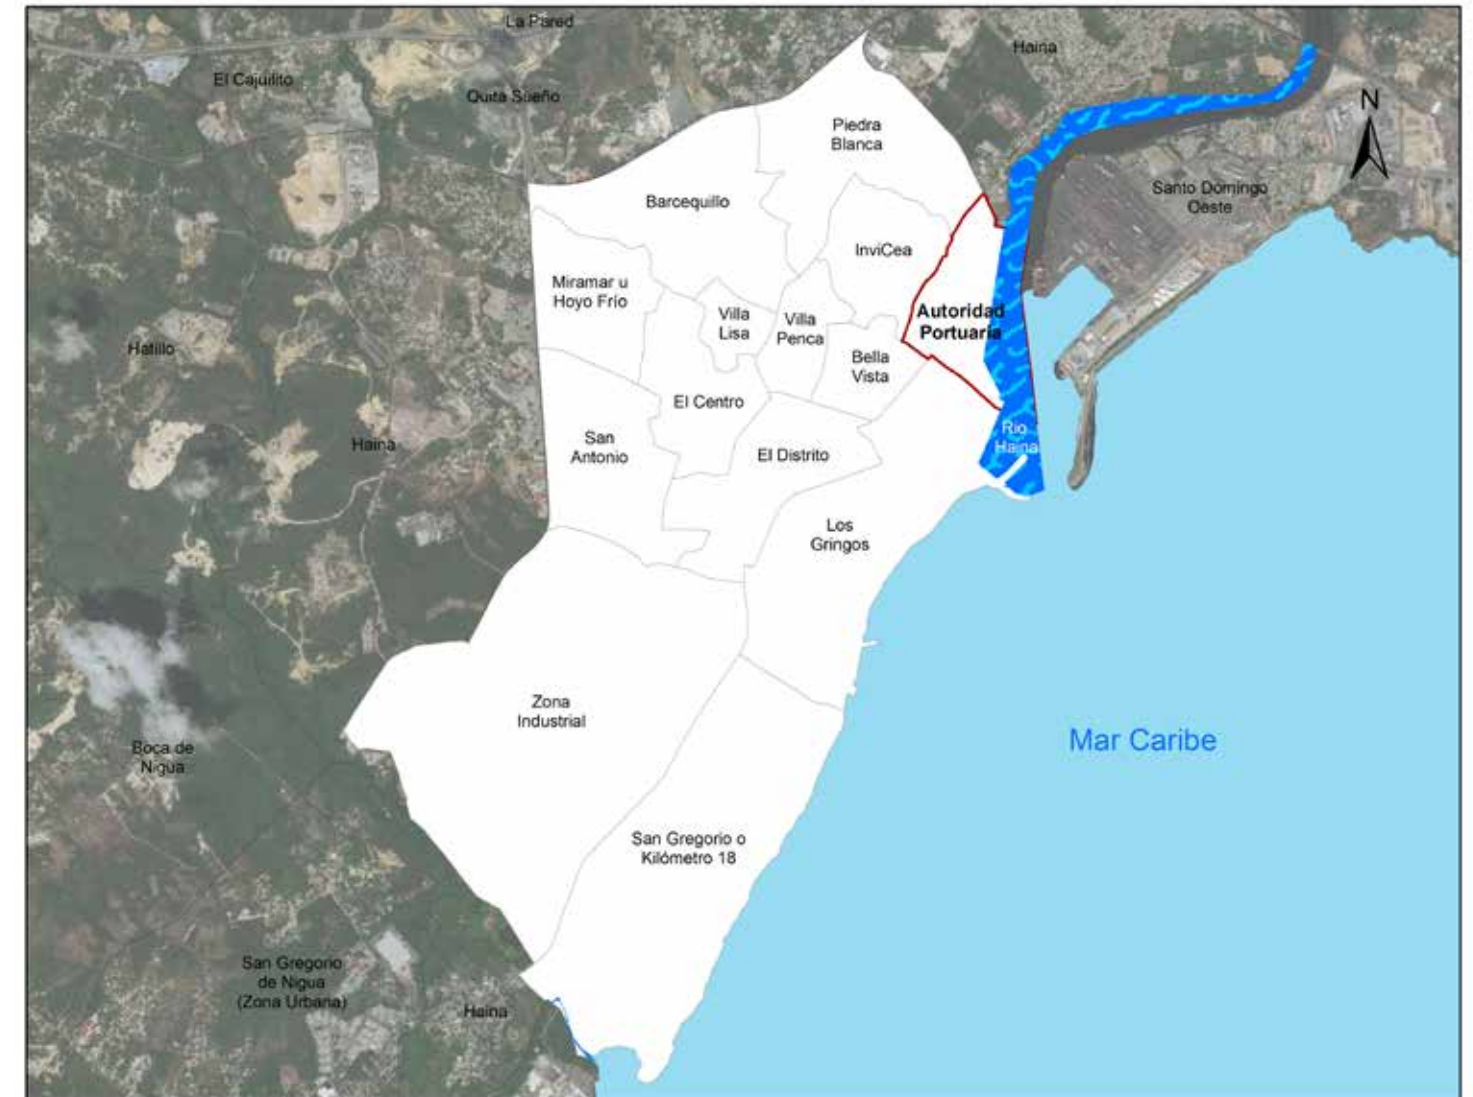 La Pared
Haina
El Cajuilito
Quita Sueño
N
Piedra
Blanca
Santo Domingo
Oeste
Barcequillo
InviCea
Miramar u
Hoyo Frío
Villa
Lisa
Villa
Penca
Autoridad
Portuaria
Hatillo
Bella
Vista
El Centro
Rio
Haina
Haina
San
Antonio
El Distrito
Los
Gringos
Zona
Industrial
Mar Caribe
Boca de
Nigua
San Gregorio o
Kilómetro 18
San Gregorio
de Nigua
(Zona Urbana)
Haina